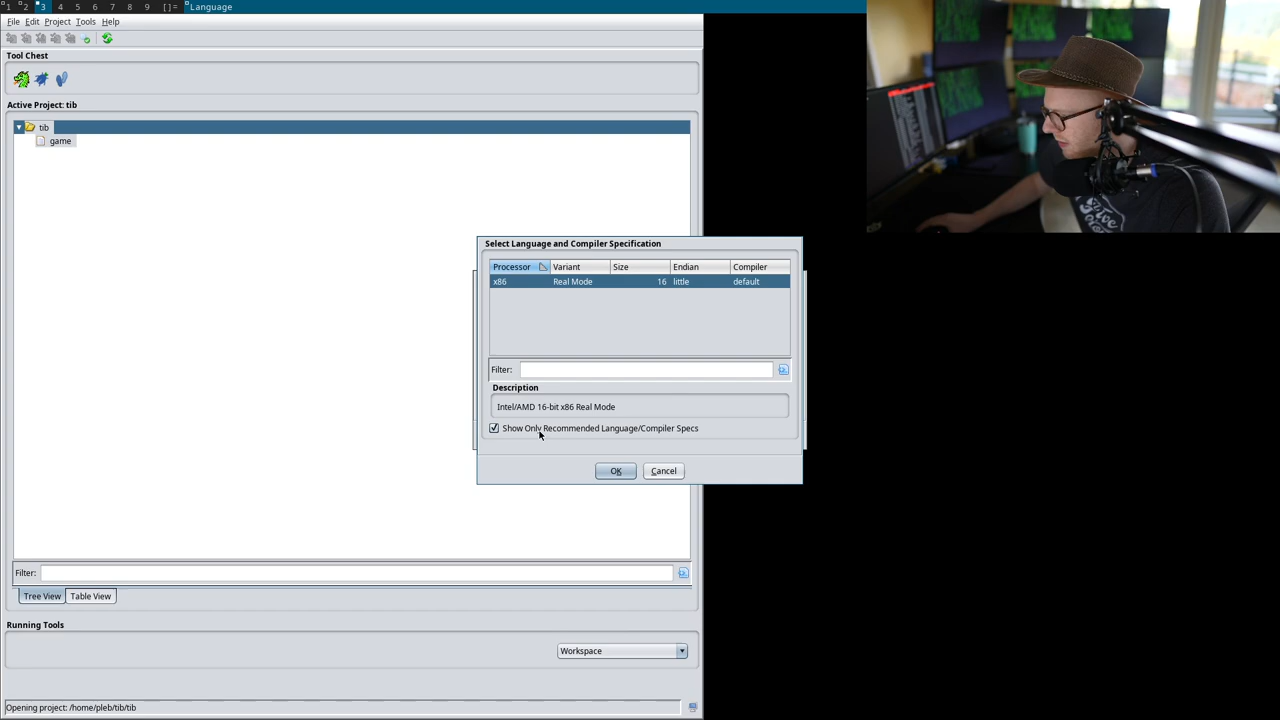 1 2 3 4 5 6 7 8 9 []= Language
File Edit Project Tools Help
Tool Chest
Active Project: tib
tib
game
Select Language and Compiler Specification
Processor Variant Size Endian Compiler
x86 Real Mode 16 little default
Filter:
Description
Intel/AMD 16-bit x86 Real Mode
Show Only Recommended Language/Compiler Specs
OK Cancel
Filter:
Tree View Table View
Running Tools
Workspace
Opening project: /home/pleb/tib/tib